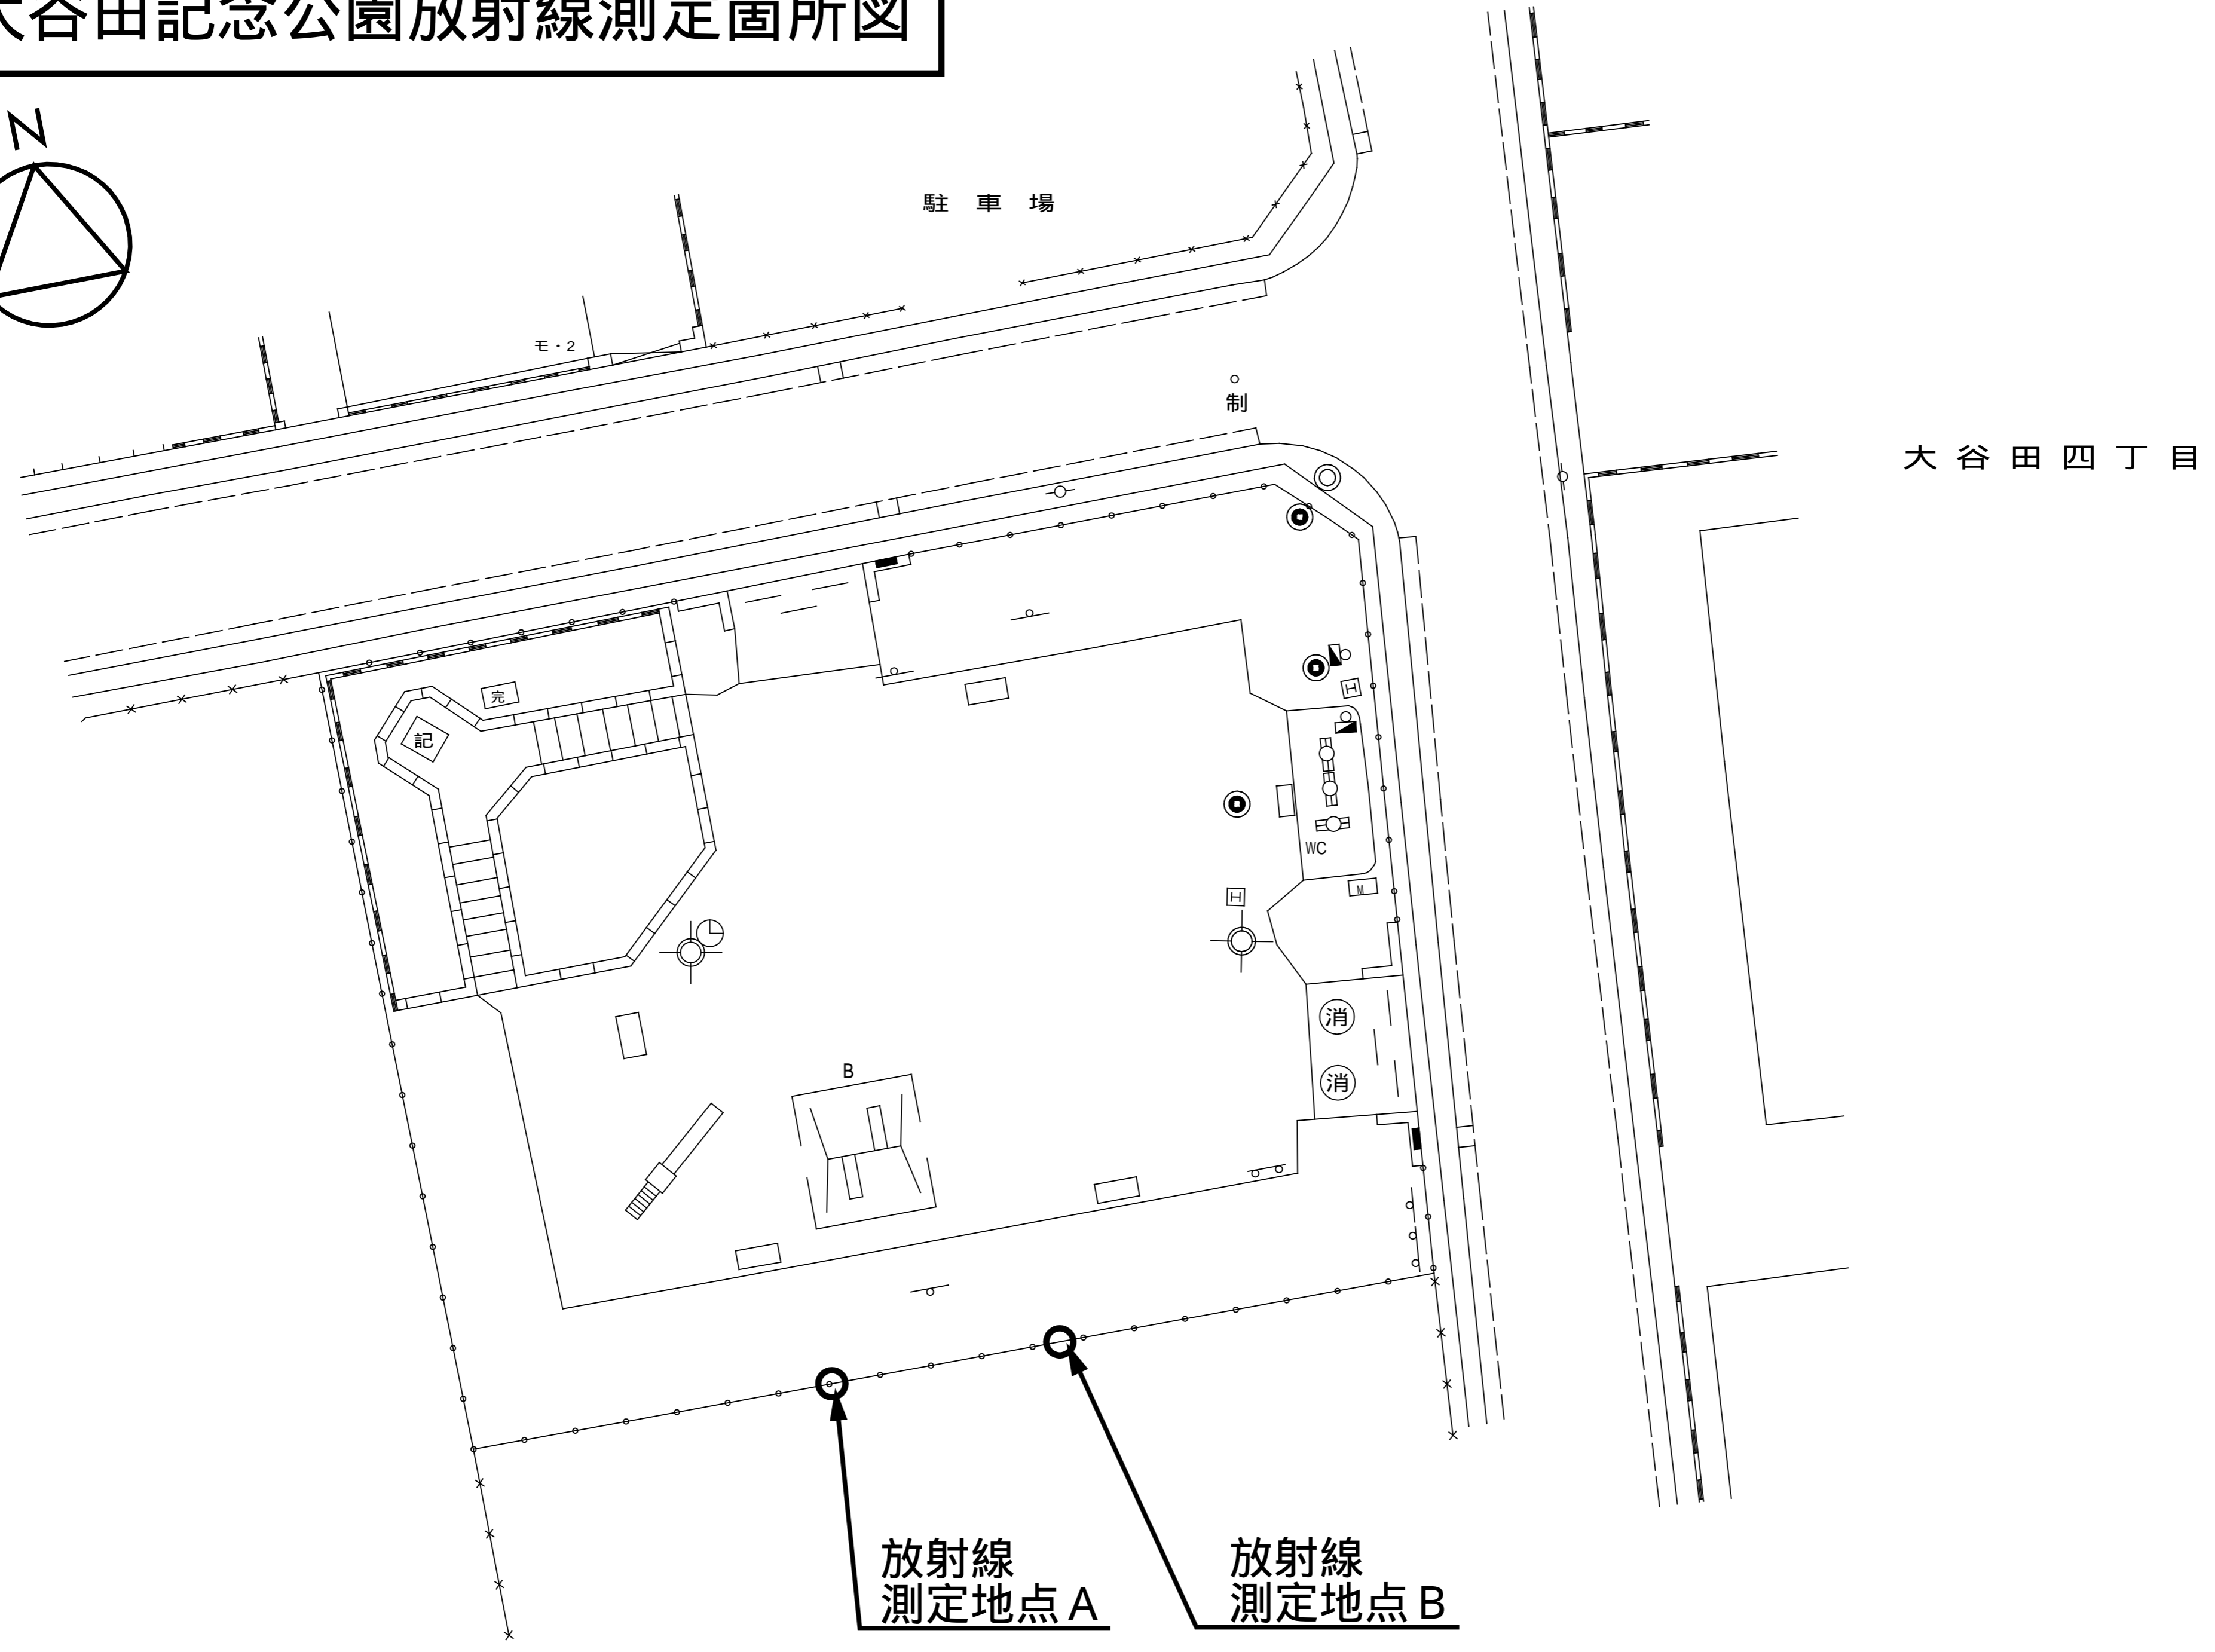 大谷田記念公園放射線測定箇所図
N
駐車場
モ・2
制
大谷田四丁目
完
記
H
WC
M
H
消
消
B
放射線
測定地点A
放射線
測定地点B